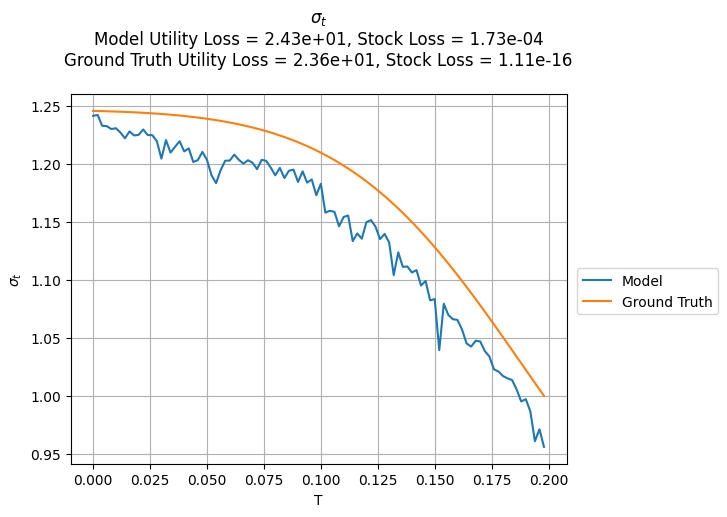 σt
Model Utility Loss = 2.43e+01, Stock Loss = 1.73e-04
Ground Truth Utility Loss = 2.36e+01, Stock Loss = 1.11e-16
1.25
1.20
1.15
1.10
1.05
1.00
0.95
σt
0.000 0.025 0.050 0.075 0.100 0.125 0.150 0.175 0.200
T
Model
Ground Truth